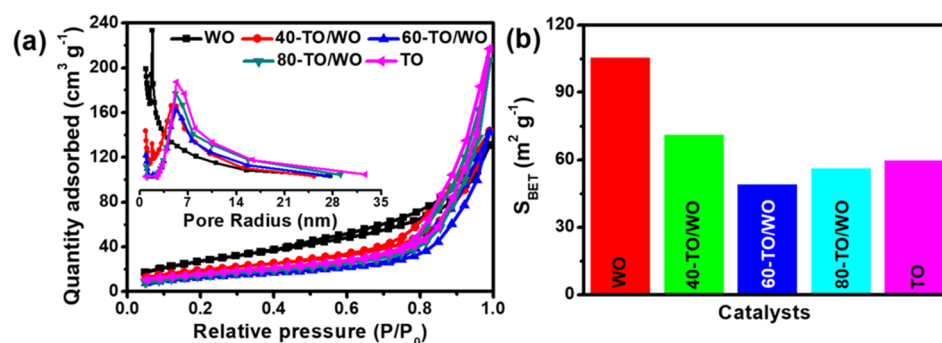 (a)
Quantity adsorbed (cm³ g⁻¹)
240
200
160
120
80
40
0
WO
40-TO/WO
60-TO/WO
80-TO/WO
TO
0
7
14
21
28
35
Pore Radius (nm)
0.0
0.2
0.4
0.6
0.8
1.0
Relative pressure (P/P₀)
(b)
S_BET (m² g⁻¹)
120
90
60
30
0
WO
40-TO/WO
60-TO/WO
80-TO/WO
TO
Catalysts